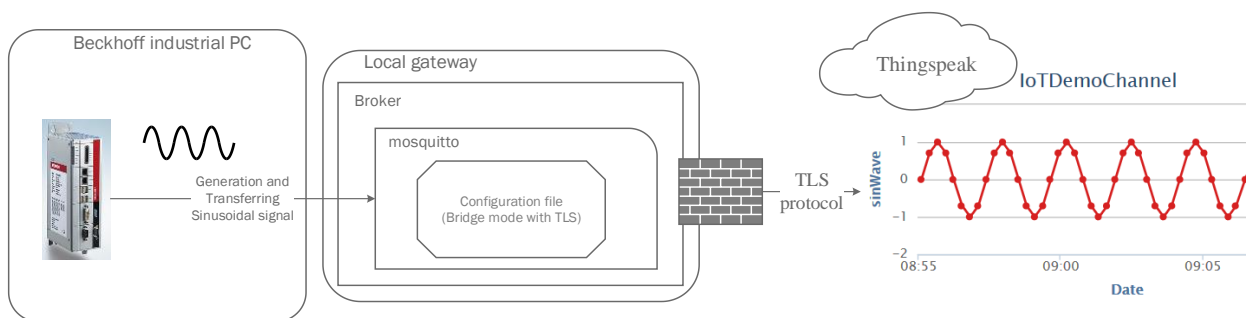 Beckhoff industrial PC
Generation and
Transferring
Sinusoidal signal
Local gateway
Broker
mosquitto
Configuration file
(Bridge mode with TLS)
TLS
protocol
Thingspeak
IoTDemoChannel
sinWave
1
0
-1
-2
08:55
09:00
09:05
Date